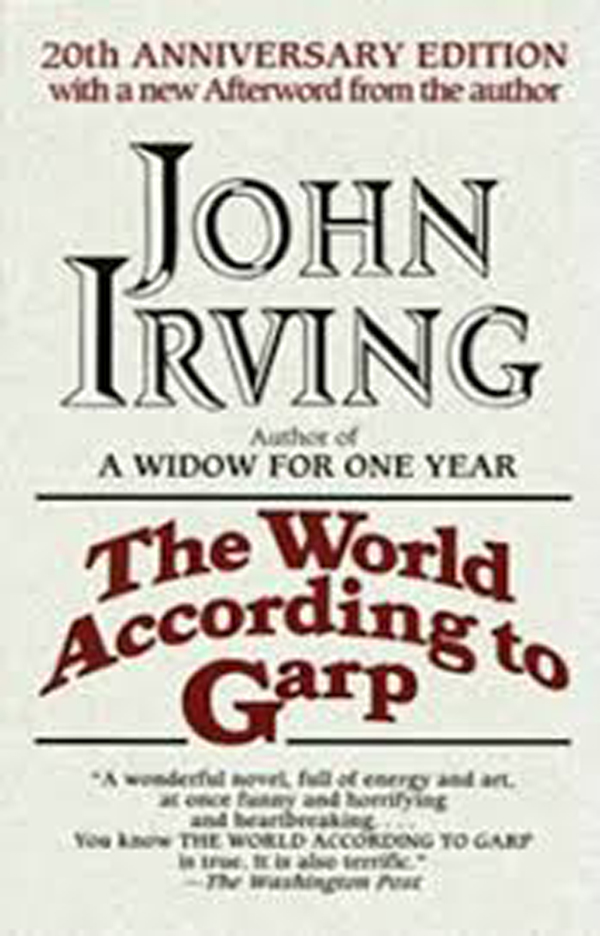 20th ANNIVERSARY EDITION
with a new Afterword from the author
JOHN
IRVING
Author of
A WIDOW FOR ONE YEAR
The World
According to
Garp
"A wonderful novel, full of energy and art,
at once funny and horrifying
and heartbreaking. . . .
You know THE WORLD ACCORDING TO GARP
is true. It is also terrific."
—The Washington Post